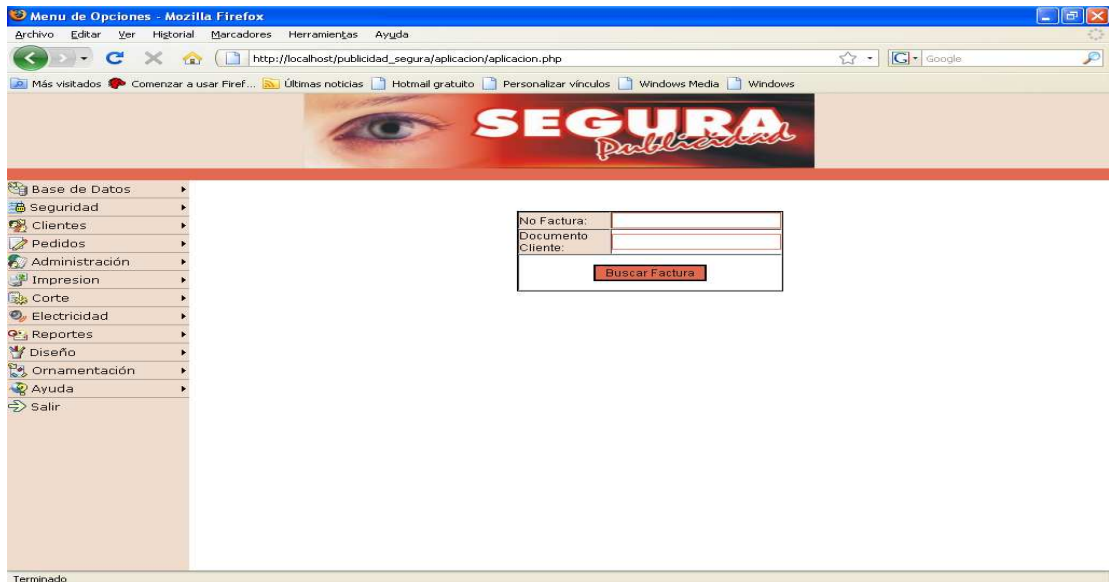 Menu de Opciones - Mozilla Firefox
Archivo Editar Ver Historial Marcadores Herramientas Ayuda
http://localhost/publicidad_segura/aplicacion/aplicacion.php
G Google
Más visitados Comenzar a usar Firef... Últimas noticias Hotmail gratuito Personalizar vínculos Windows Media Windows
SEGURA
Publicidad
Base de Datos
Seguridad
Clientes
Pedidos
Administración
Impresion
Corte
Electricidad
Reportes
Diseño
Ornamentación
Ayuda
Salir
No Factura:
Documento
Cliente:
Buscar Factura
Terminado